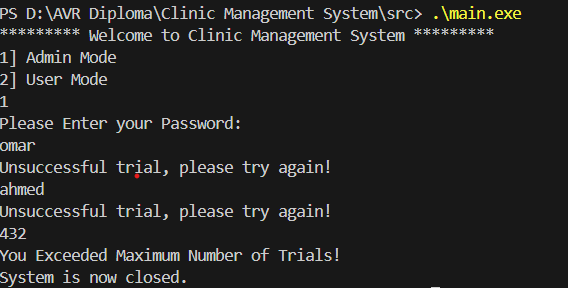 PS D:\AVR Diploma\Clinic Management System\src> .\main.exe
********* Welcome to Clinic Management System *********
1] Admin Mode
2] User Mode
1
Please Enter your Password:
omar
Unsuccessful trial, please try again!
ahmed
Unsuccessful trial, please try again!
432
You Exceeded Maximum Number of Trials!
System is now closed.